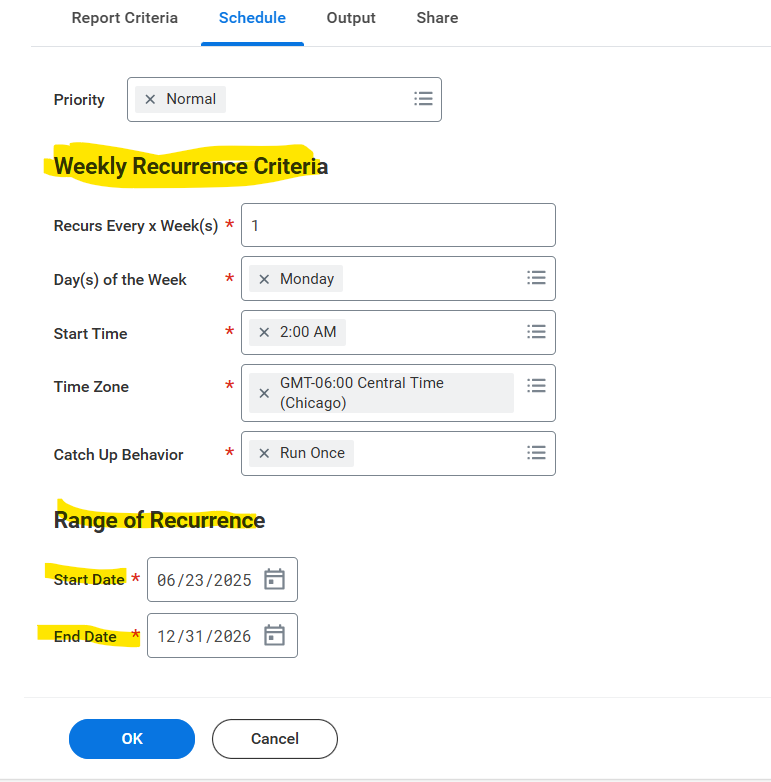 Report Criteria Schedule Output Share
Priority × Normal
Weekly Recurrence Criteria
Recurs Every x Week(s) * 1
Day(s) of the Week * × Monday
Start Time * × 2:00 AM
Time Zone * × GMT-06:00 Central Time
(Chicago)
Catch Up Behavior * × Run Once
Range of Recurrence
Start Date * 06/23/2025
End Date * 12/31/2026
OK Cancel